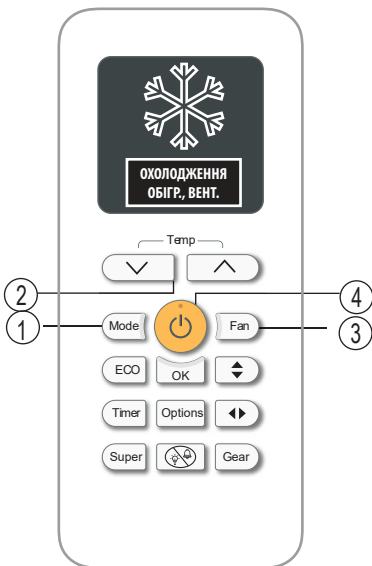 ОХОЛОДЖЕННЯ
ОБІГР., ВЕНТ.
Temp
2
4
1
Mode
Fan
3
ECO
OK
Timer
Options
Super
Gear